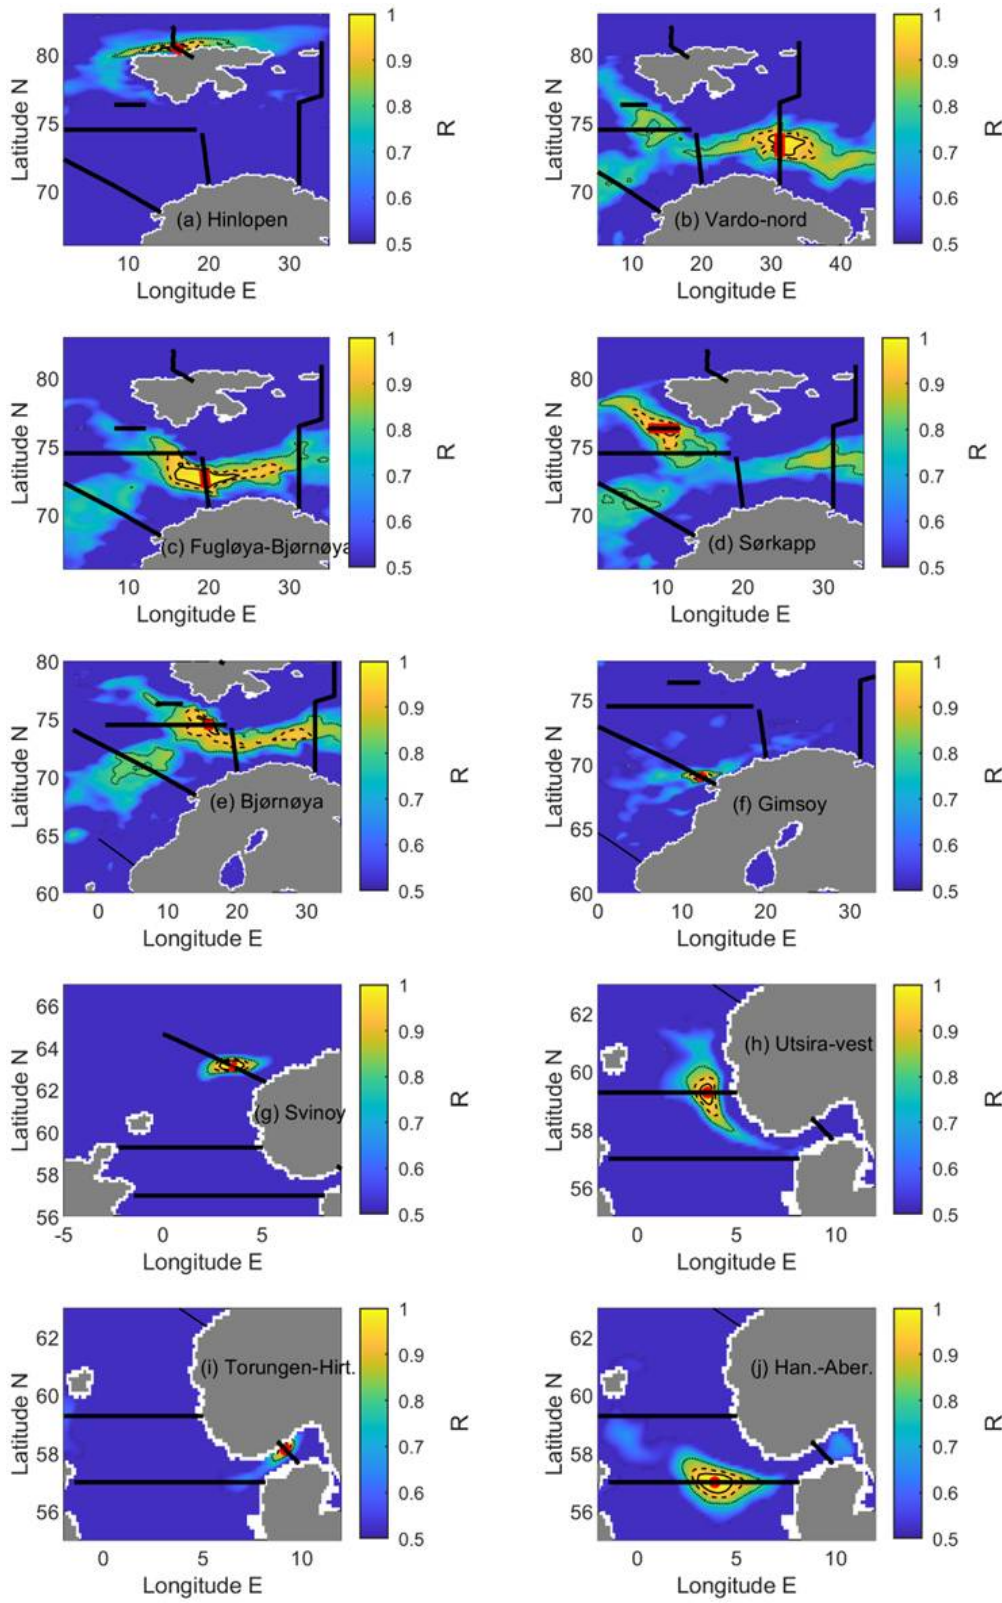 80
75
70
Latitude N
10 20 30
Longitude E
(a) Hinlopen
1
0.9
0.8
0.7
0.6
0.5
R
80
75
70
Latitude N
10 20 30 40
Longitude E
(b) Vardo-nord
1
0.9
0.8
0.7
0.6
0.5
R
80
75
70
Latitude N
10 20 30
Longitude E
(c) Fugløya-Bjørnøya
1
0.9
0.8
0.7
0.6
0.5
R
80
75
70
Latitude N
10 20 30
Longitude E
(d) Sørkapp
1
0.9
0.8
0.7
0.6
0.5
R
80
75
70
65
60
Latitude N
0 10 20 30
Longitude E
(e) Bjørnøya
1
0.9
0.8
0.7
0.6
0.5
R
75
70
65
60
Latitude N
0 10 20 30
Longitude E
(f) Gimsoy
1
0.9
0.8
0.7
0.6
0.5
R
66
64
62
60
58
56
Latitude N
-5 0 5
Longitude E
(g) Svinoy
1
0.9
0.8
0.7
0.6
0.5
R
62
60
58
56
Latitude N
0 5 10
Longitude E
(h) Utsira-vest
1
0.9
0.8
0.7
0.6
0.5
R
62
60
58
56
Latitude N
0 5 10
Longitude E
(i) Torungen-Hirt.
1
0.9
0.8
0.7
0.6
0.5
R
62
60
58
56
Latitude N
0 5 10
Longitude E
(j) Han.-Aber.
1
0.9
0.8
0.7
0.6
0.5
R